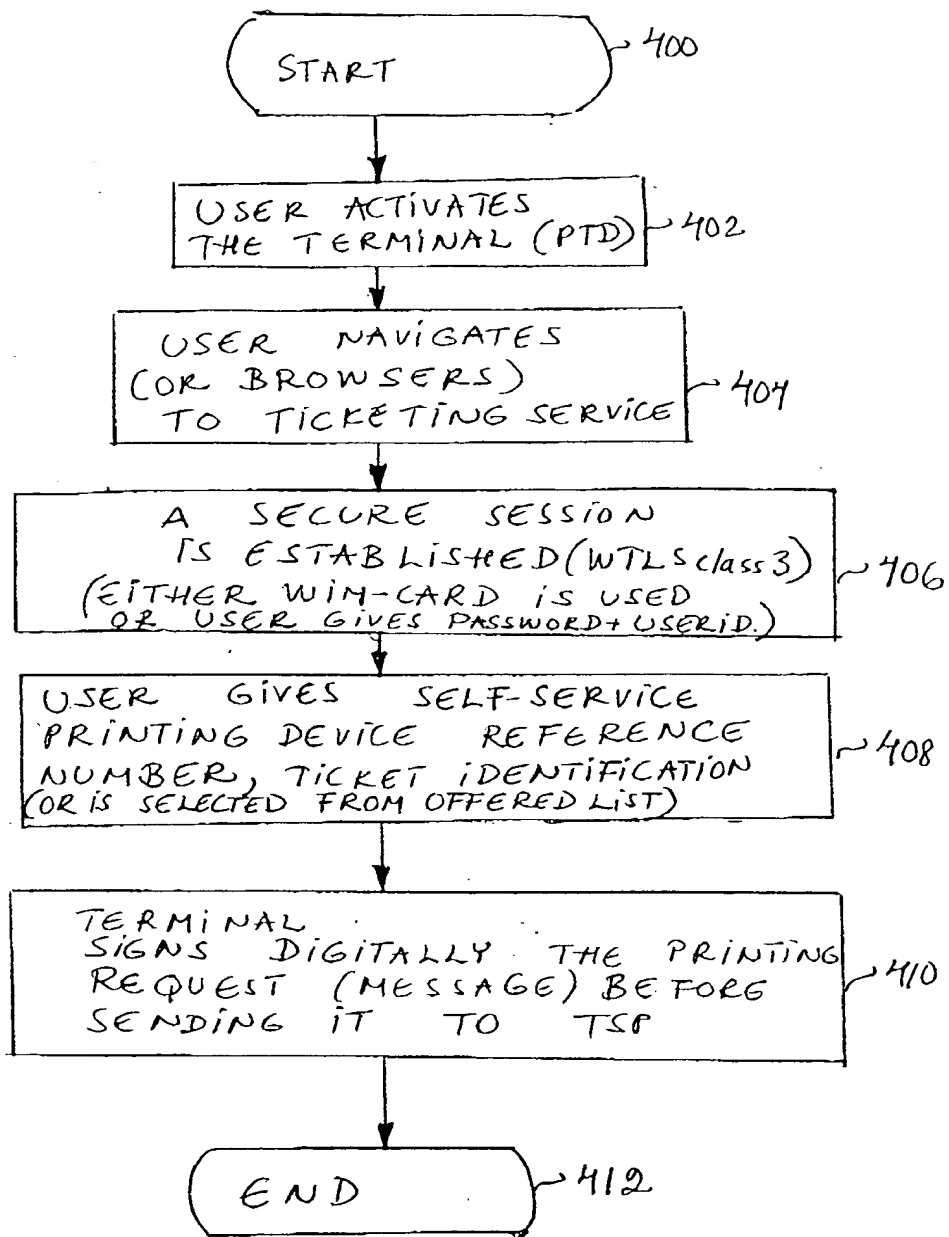 START
400
USER ACTIVATES
THE TERMINAL (PTD)
402
USER NAVIGATES
(OR BROWSERS)
TO TICKETING SERVICE
404
A SECURE SESSION
IS ESTABLISHED (WTLS class 3)
(EITHER WIM-CARD IS USED
OR USER GIVES PASSWORD + USERID.)
406
USER GIVES SELF-SERVICE
PRINTING DEVICE REFERENCE
NUMBER, TICKET IDENTIFICATION
(OR IS SELECTED FROM OFFERED LIST)
408
TERMINAL
SIGNS DIGITALLY THE PRINTING
REQUEST (MESSAGE) BEFORE
SENDING IT TO TSP
410
END
412